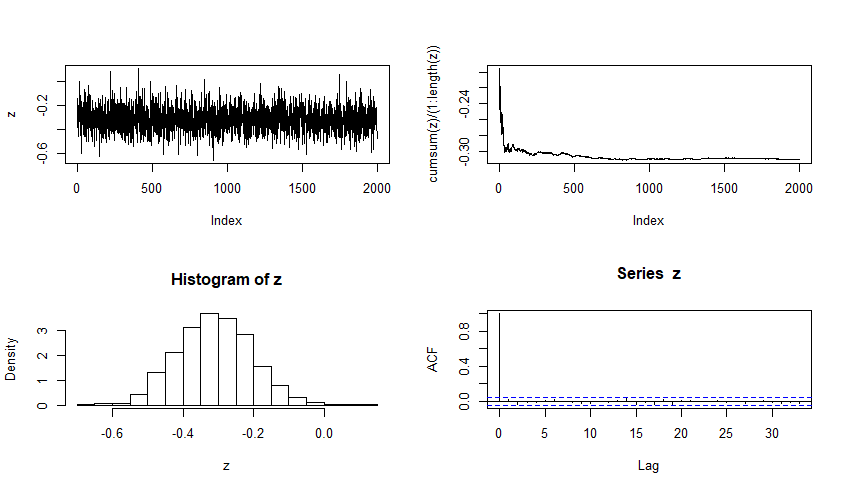 z
-0.6 -0.2
0 500 1000 1500 2000
Index
cumsum(z)/(1:length(z))
-0.30 -0.24
0 500 1000 1500 2000
Index
Histogram of z
Density
0 1 2 3
-0.6 -0.4 -0.2 0.0
z
Series z
ACF
0.0 0.4 0.8
0 5 10 15 20 25 30
Lag